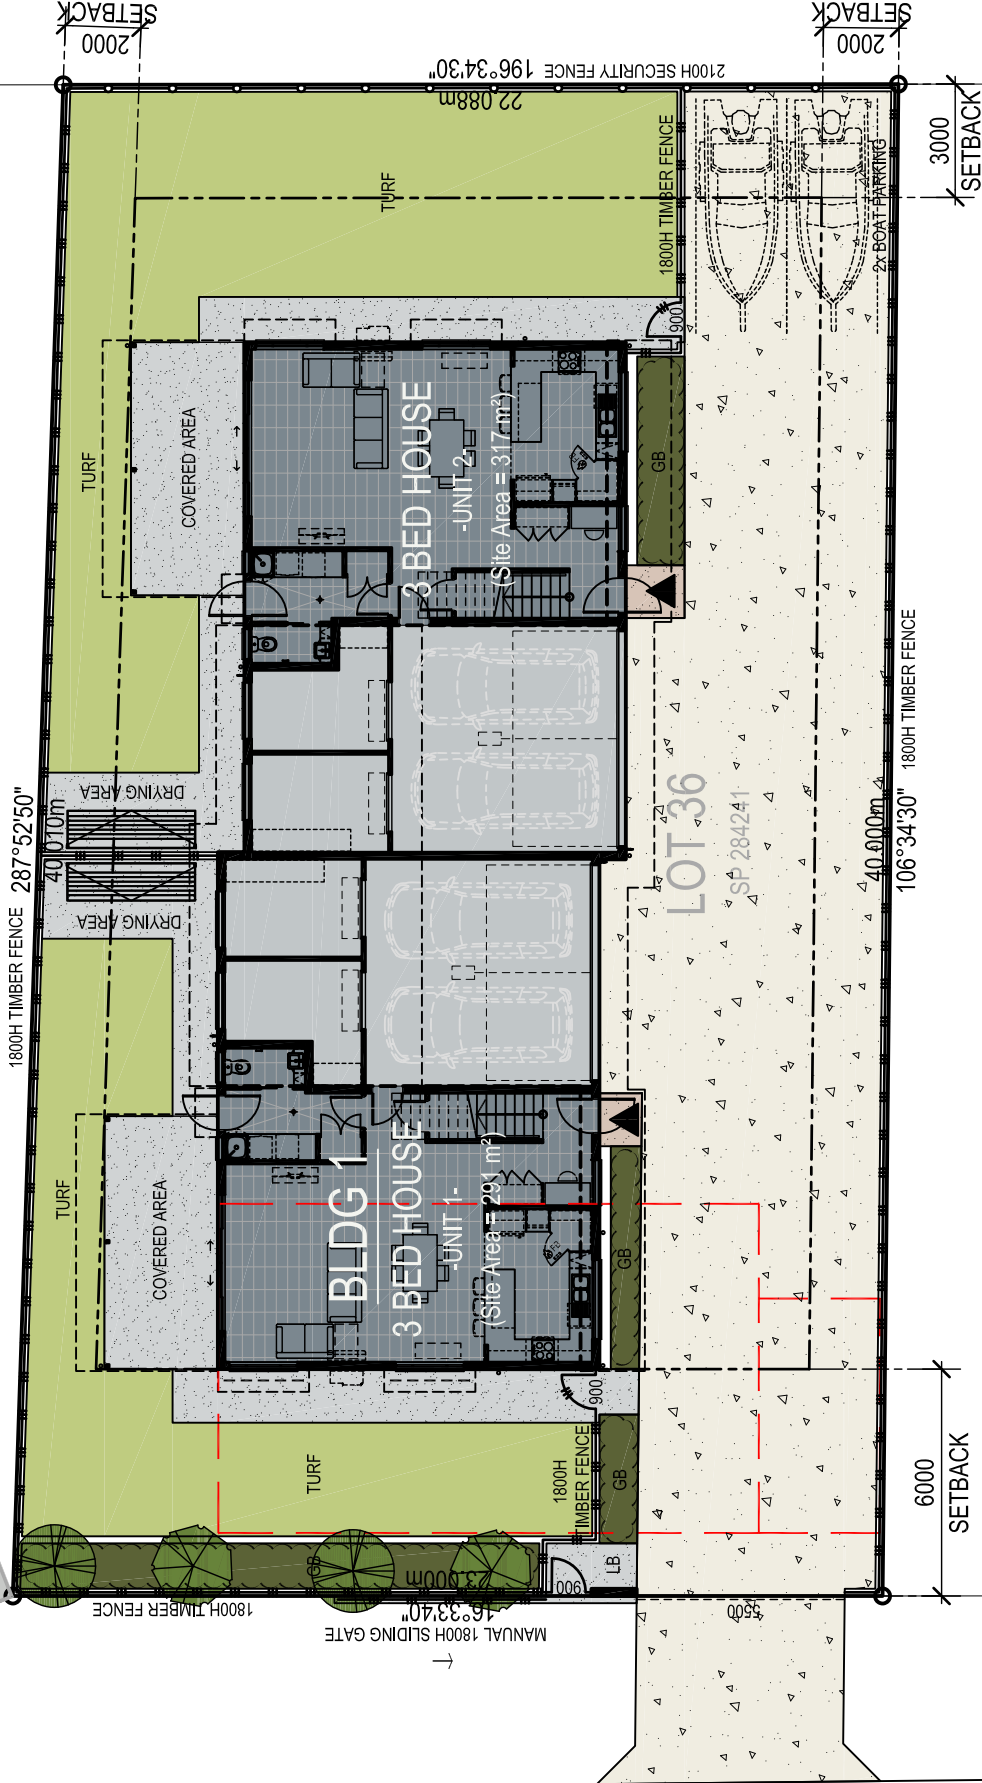 SETBACK
2000
SETBACK
2000
2100H SECURITY FENCE
196°34'30"
22.088m
3000
SETBACK
TURF
1800H TIMBER FENCE
2x BOAT PARKING
900
TURF
COVERED AREA
3 BED HOUSE
-UNIT 2-
(Site Area = 317 m²)
GB
1800H TIMBER FENCE
DRYING AREA
287°52'50"
40.010m
1800H TIMBER FENCE
DRYING AREA
LOT 36
SP 284241
40.000m
106°34'30"
TURF
COVERED AREA
BLDG 1
3 BED HOUSE
-UNIT 1-
(Site Area = 291 m²)
GB
900
TURF
1800H
TIMBER FENCE
GB
6000
SETBACK
GB
23.000m
16°33'40"
900
LB
5500
1800H TIMBER FENCE
MANUAL 1800H SLIDING GATE